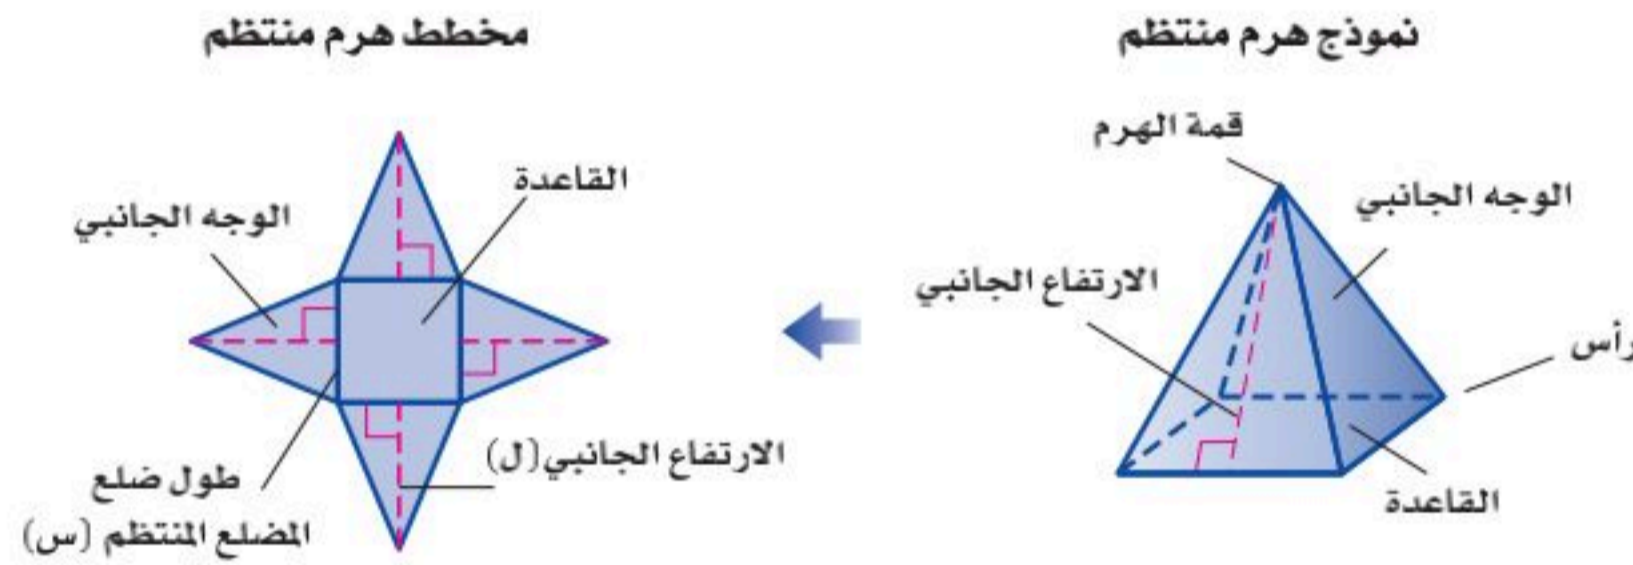 نموذج هرم منتظم
قمة الهرم
الوجه الجانبي
الارتفاع الجانبي
رأس
القاعدة
مخطط هرم منتظم
القاعدة
الوجه الجانبي
الارتفاع الجانبي (ل)
طول ضلع
المضلع المنتظم (س)